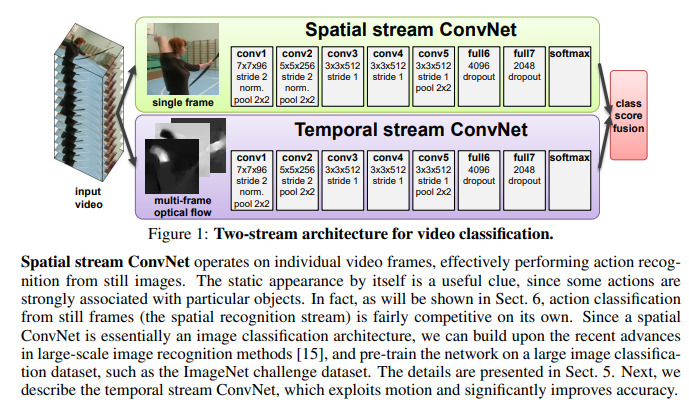 Spatial stream ConvNet
conv1
7x7x96
stride 2
norm.
pool 2x2
conv2
5x5x256
stride 2
norm.
pool 2x2
conv3
3x3x512
stride 1
conv4
3x3x512
stride 1
conv5
3x3x512
stride 1
pool 2x2
full6
4096
dropout
full7
2048
dropout
softmax
single frame
Temporal stream ConvNet
conv1
7x7x96
stride 2
norm.
pool 2x2
conv2
5x5x256
stride 2
pool 2x2
conv3
3x3x512
stride 1
conv4
3x3x512
stride 1
conv5
3x3x512
stride 1
pool 2x2
full6
4096
dropout
full7
2048
dropout
softmax
multi-frame
optical flow
input
video
class
score
fusion
Figure 1: Two-stream architecture for video classification.
Spatial stream ConvNet operates on individual video frames, effectively performing action recog-
nition from still images. The static appearance by itself is a useful clue, since some actions are
strongly associated with particular objects. In fact, as will be shown in Sect. 6, action classification
from still frames (the spatial recognition stream) is fairly competitive on its own. Since a spatial
ConvNet is essentially an image classification architecture, we can build upon the recent advances
in large-scale image recognition methods [15], and pre-train the network on a large image classifica-
tion dataset, such as the ImageNet challenge dataset. The details are presented in Sect. 5. Next, we
describe the temporal stream ConvNet, which exploits motion and significantly improves accuracy.